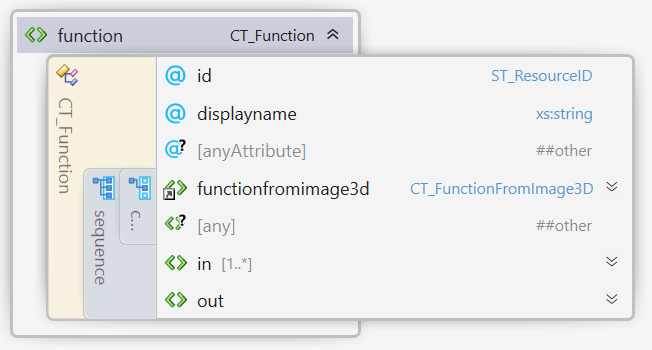 function CT_Function
CT_Function
sequence
c...
id ST_ResourceID
displayname xs:string
[anyAttribute] ##other
functionfromimage3d CT_FunctionFromImage3D
[any] ##other
in [1..*]
out